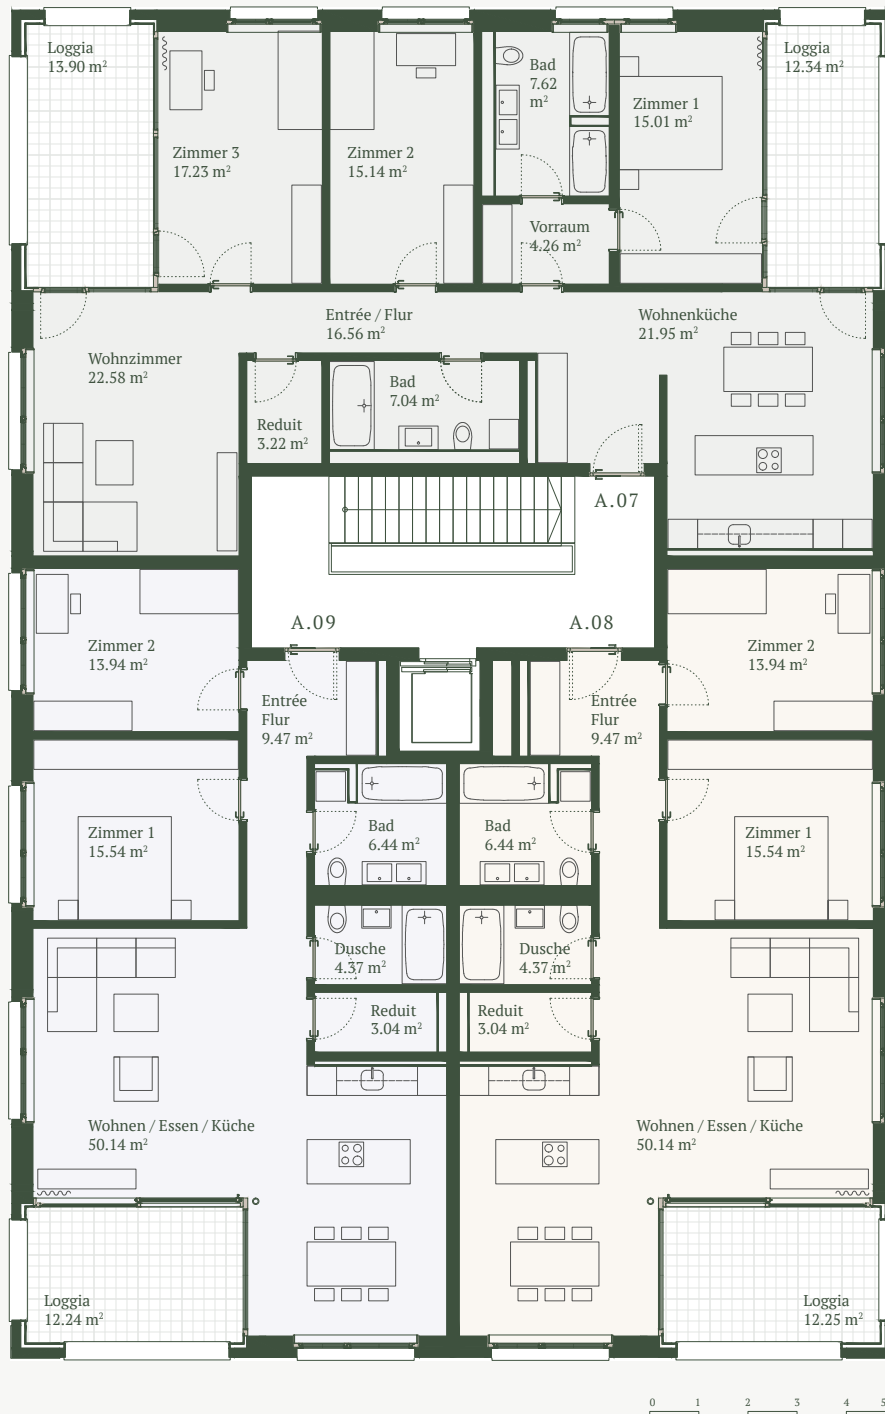 Loggia
13.90 m²
Zimmer 3
17.23 m²
Zimmer 2
15.14 m²
Bad
7.62
m²
Zimmer 1
15.01 m²
Loggia
12.34 m²
Vorraum
4.26 m²
Entrée / Flur
16.56 m²
Wohnenküche
21.95 m²
Wohnzimmer
22.58 m²
Bad
7.04 m²
Reduit
3.22 m²
A.07
A.09
A.08
Zimmer 2
13.94 m²
Entrée
Flur
9.47 m²
Entrée
Flur
9.47 m²
Zimmer 2
13.94 m²
Zimmer 1
15.54 m²
Bad
6.44 m²
Bad
6.44 m²
Zimmer 1
15.54 m²
Dusche
4.37 m²
Dusche
4.37 m²
Reduit
3.04 m²
Reduit
3.04 m²
Wohnen / Essen / Küche
50.14 m²
Wohnen / Essen / Küche
50.14 m²
Loggia
12.24 m²
Loggia
12.25 m²
0 1 2 3 4 5